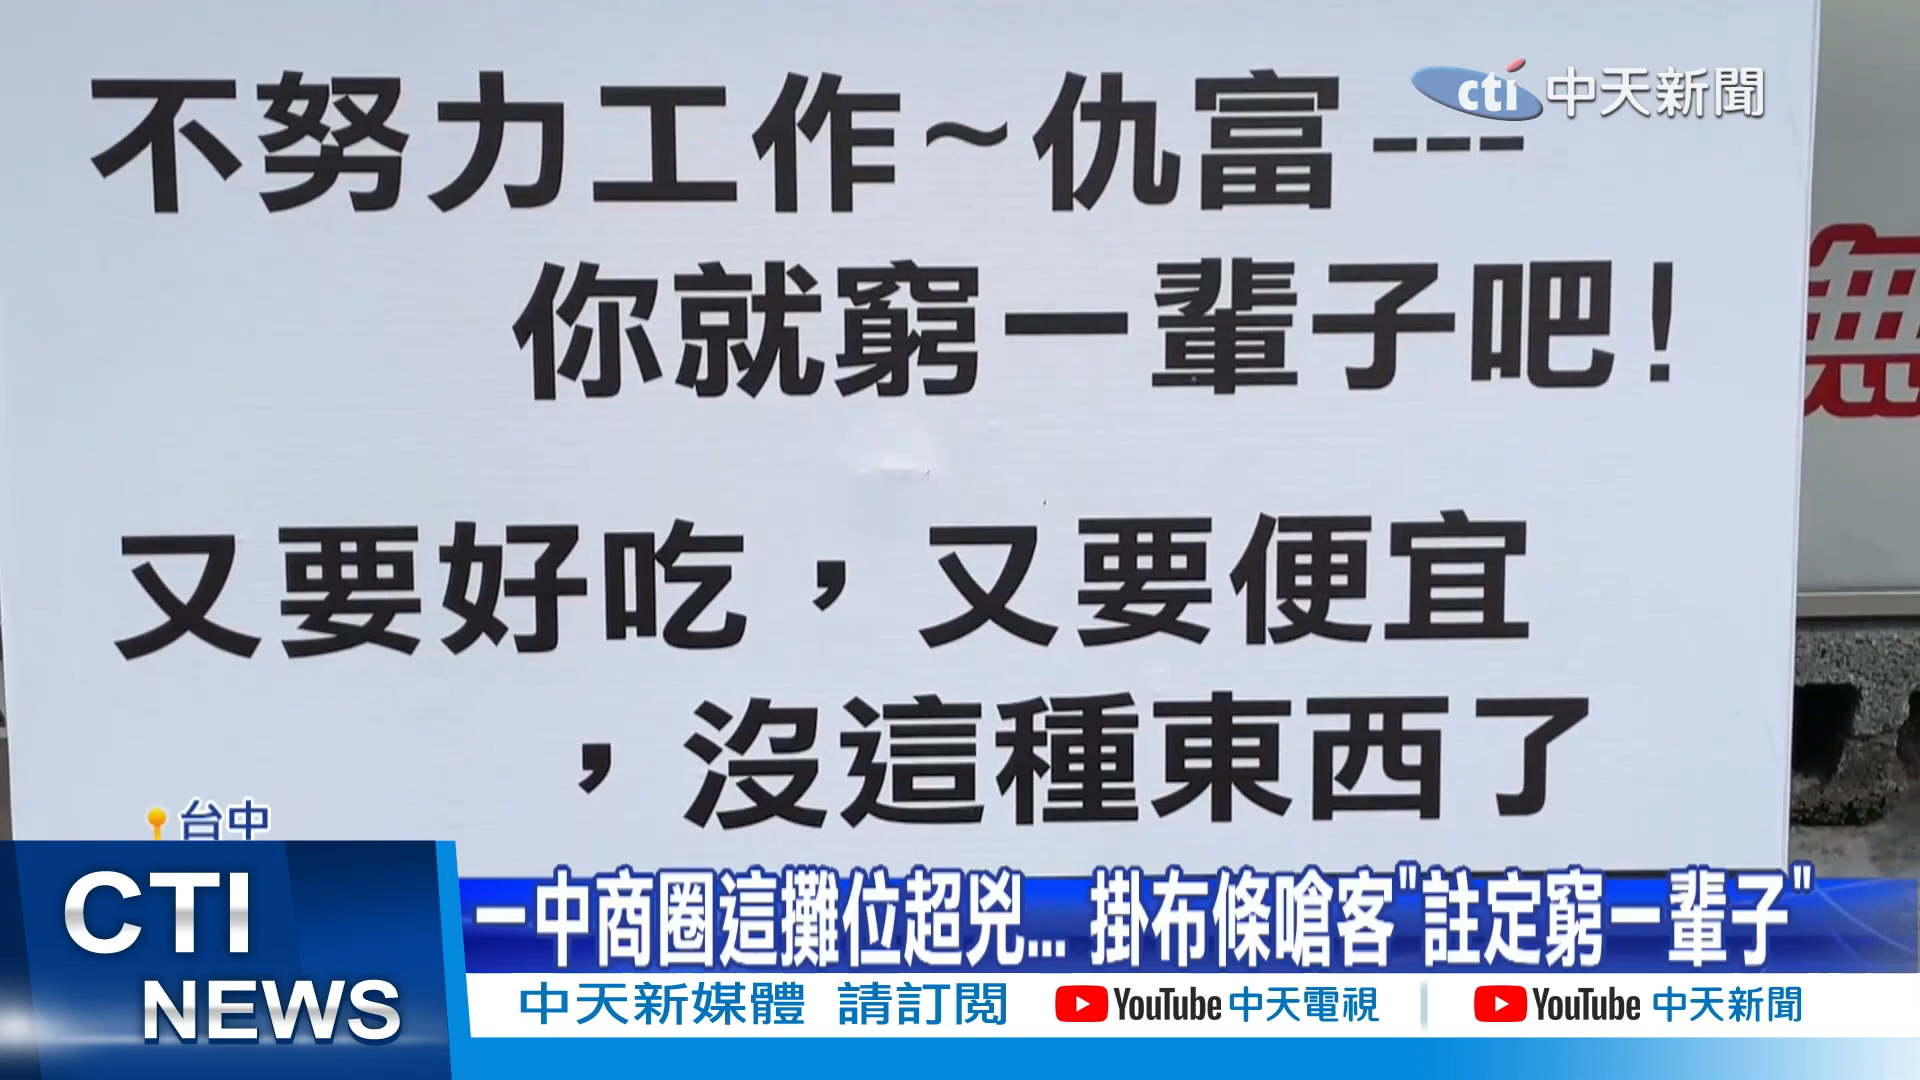 cti 中天新聞
不努力工作~仇富---
你就窮一輩子吧!
無
又要好吃，又要便宜
，沒這種東西了
台中
CTI NEWS
一中商圈這攤位超兇... 掛布條嗆客"註定窮一輩子"
中天新媒體 請訂閱 YouTube 中天電視 YouTube 中天新聞